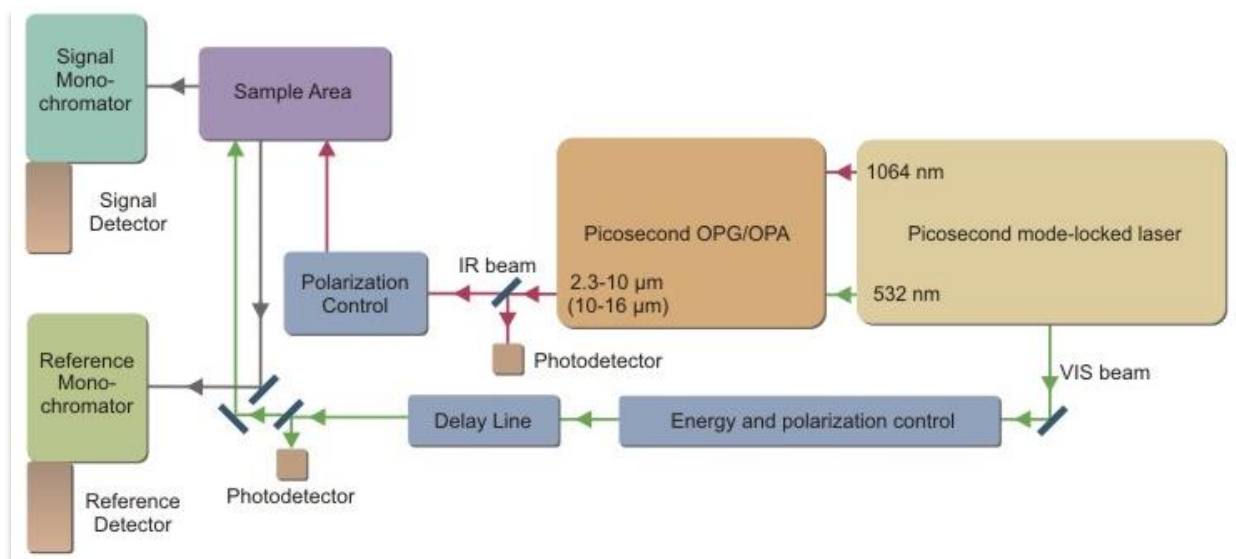 Signal
Mono-
chromator
Sample Area
Signal
Detector
1064 nm
Picosecond OPG/OPA
Picosecond mode-locked laser
IR beam
2.3-10 µm
(10-16 µm)
532 nm
Polarization
Control
Photodetector
VIS beam
Reference
Mono-
chromator
Delay Line
Energy and polarization control
Photodetector
Reference
Detector